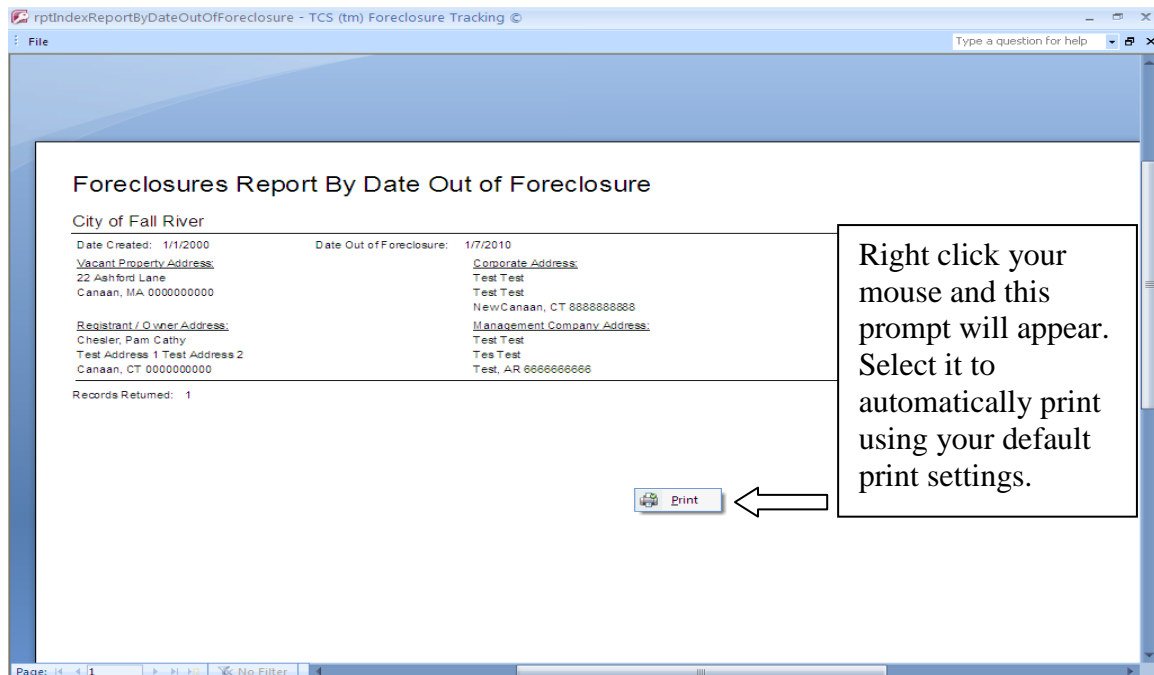 rptIndexReportByDateOutOfForeclosure - TCS (tm) Foreclosure Tracking ©
File
Type a question for help
Foreclosures Report By Date Out of Foreclosure
City of Fall River
Date Created: 1/1/2000 Date Out of Foreclosure: 1/7/2010
Vacant Property Address: Corporate Address:
22 Ashford Lane Test Test
Canaan, MA 0000000000 Test Test
NewCanaan, CT 8888888888
Registrant / Owner Address: Management Company Address:
Chesler, Pam Cathy Test Test
Test Address 1 Test Address 2 Tes Test
Canaan, CT 0000000000 Test, AR 6666666666
Records Returned: 1
Right click your
mouse and this
prompt will appear.
Select it to
automatically print
using your default
print settings.
Print
Page: 1 No Filter